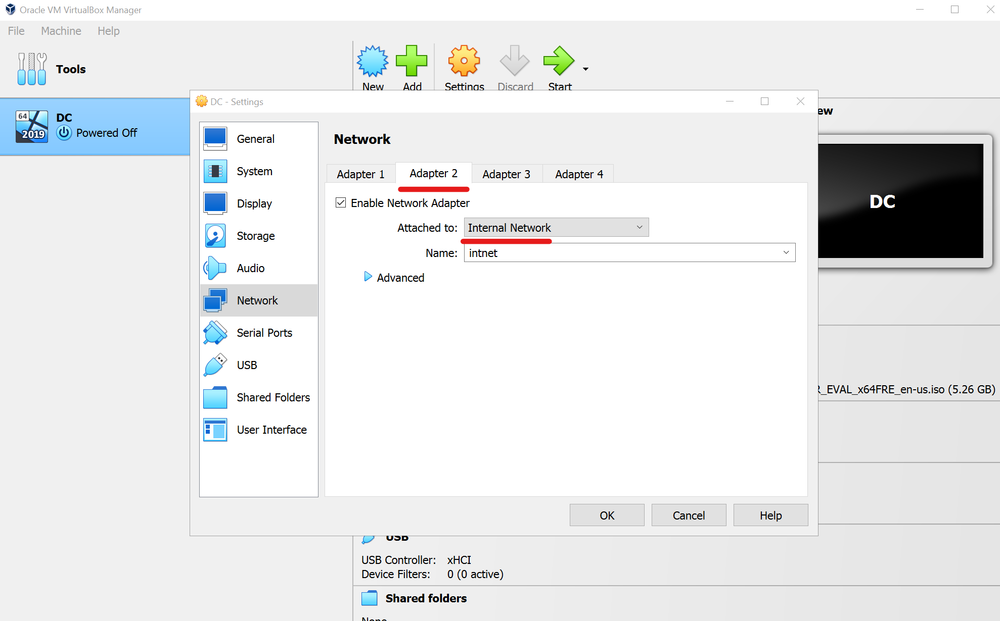 Oracle VM VirtualBox Manager
File Machine Help
Tools
New Add Settings Discard Start
64
2019
DC
Powered Off
DC - Settings
General
System
Display
Storage
Audio
Network
Serial Ports
USB
Shared Folders
User Interface
Network
Adapter 1 Adapter 2 Adapter 3 Adapter 4
Enable Network Adapter
Attached to: Internal Network
Name: intnet
Advanced
OK Cancel Help
ew
DC
R_EVAL_x64FRE_en-us.iso (5.26 GB)
USB
USB Controller: xHCI
Device Filters: 0 (0 active)
Shared folders
None